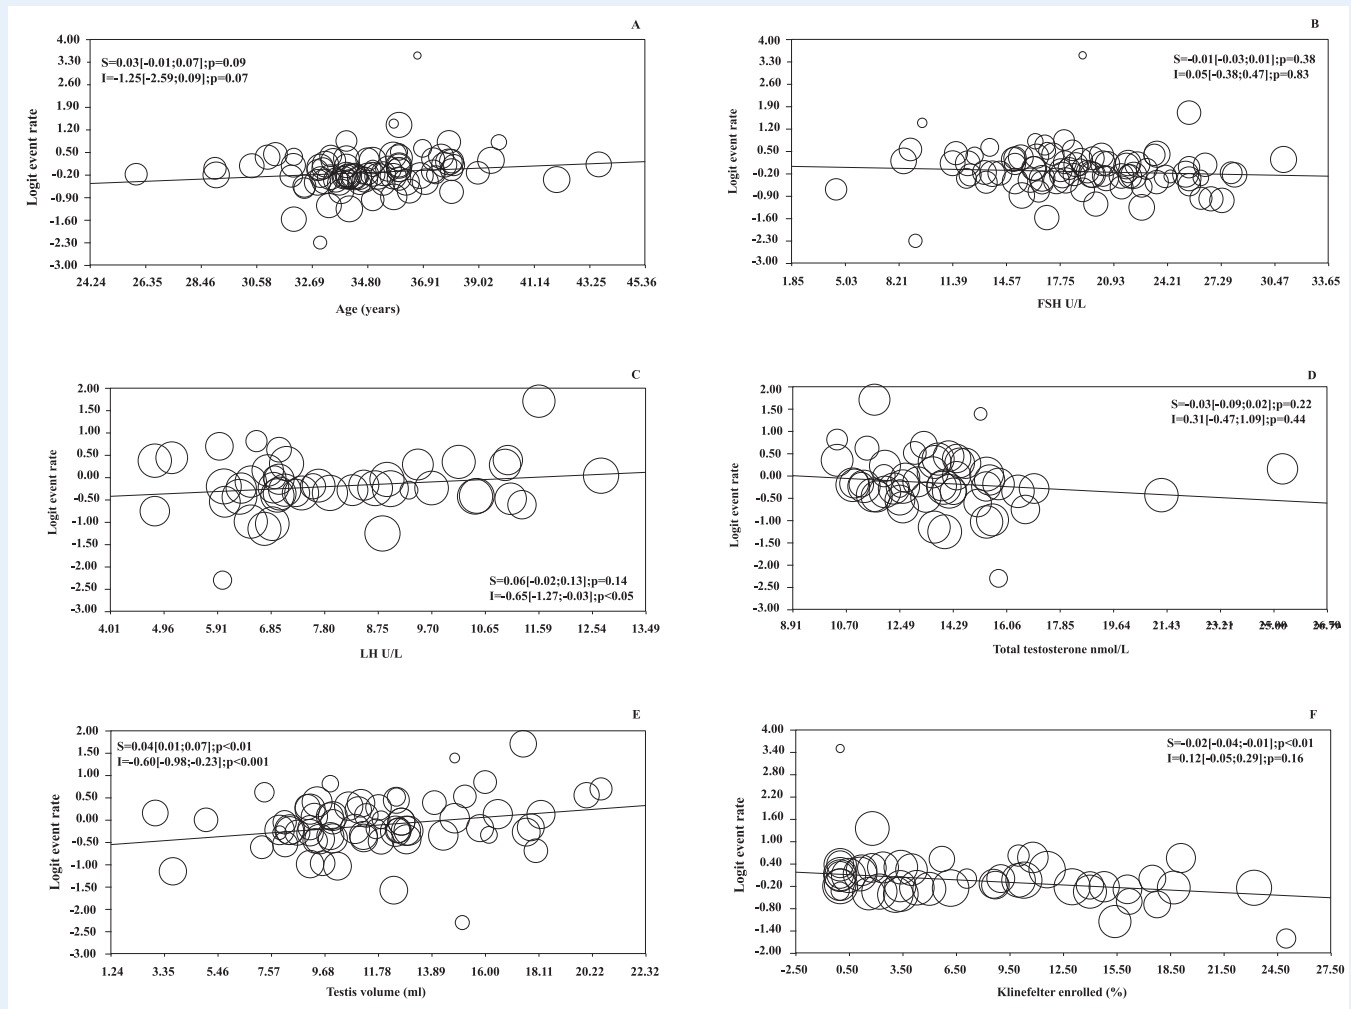 A
4.00
3.30
2.60
1.90
1.20
0.50
-0.20
-0.90
-1.60
-2.30
-3.00
Logit event rate
S=0.03[-0.01;0.07];p=0.09
I=-1.25[-2.59;0.09];p=0.07
24.24 26.35 28.46 30.58 32.69 34.80 36.91 39.02 41.14 43.25 45.36
Age (years)
B
4.00
3.30
2.60
1.90
1.20
0.50
-0.20
-0.90
-1.60
-2.30
-3.00
Logit event rate
S=-0.01[-0.03;0.01];p=0.38
I=0.05[-0.38;0.47];p=0.83
1.85 5.03 8.21 11.39 14.57 17.75 20.93 24.21 27.29 30.47 33.65
FSH U/L
C
2.00
1.50
1.00
0.50
0.00
-0.50
-1.00
-1.50
-2.00
-2.50
-3.00
Logit event rate
S=0.06[-0.02;0.13];p=0.14
I=-0.65[-1.27;-0.03];p<0.05
4.01 4.96 5.91 6.85 7.80 8.75 9.70 10.65 11.59 12.54 13.49
LH U/L
D
2.00
1.50
1.00
0.50
0.00
-0.50
-1.00
-1.50
-2.00
-2.50
-3.00
Logit event rate
S=-0.03[-0.09;0.02];p=0.22
I=0.31[-0.47;1.09];p=0.44
8.91 10.70 12.49 14.29 16.06 17.85 19.64 21.43 23.21 25.00 26.79
Total testosterone nmol/L
E
2.00
1.50
1.00
0.50
0.00
-0.50
-1.00
-1.50
-2.00
-2.50
-3.00
Logit event rate
S=0.04[0.01;0.07];p<0.01
I=-0.60[-0.98;-0.23];p<0.001
1.24 3.35 5.46 7.57 9.68 11.78 13.89 16.00 18.11 20.22 22.32
Testis volume (ml)
F
4.00
3.40
2.80
2.20
1.60
1.00
0.40
-0.20
-0.80
-1.40
-2.00
Logit event rate
S=-0.02[-0.04;-0.01];p<0.01
I=0.12[-0.05;0.29];p=0.16
-2.50 0.50 3.50 6.50 9.50 12.50 15.50 18.50 21.50 24.50 27.50
Klinefelter enrolled (%)